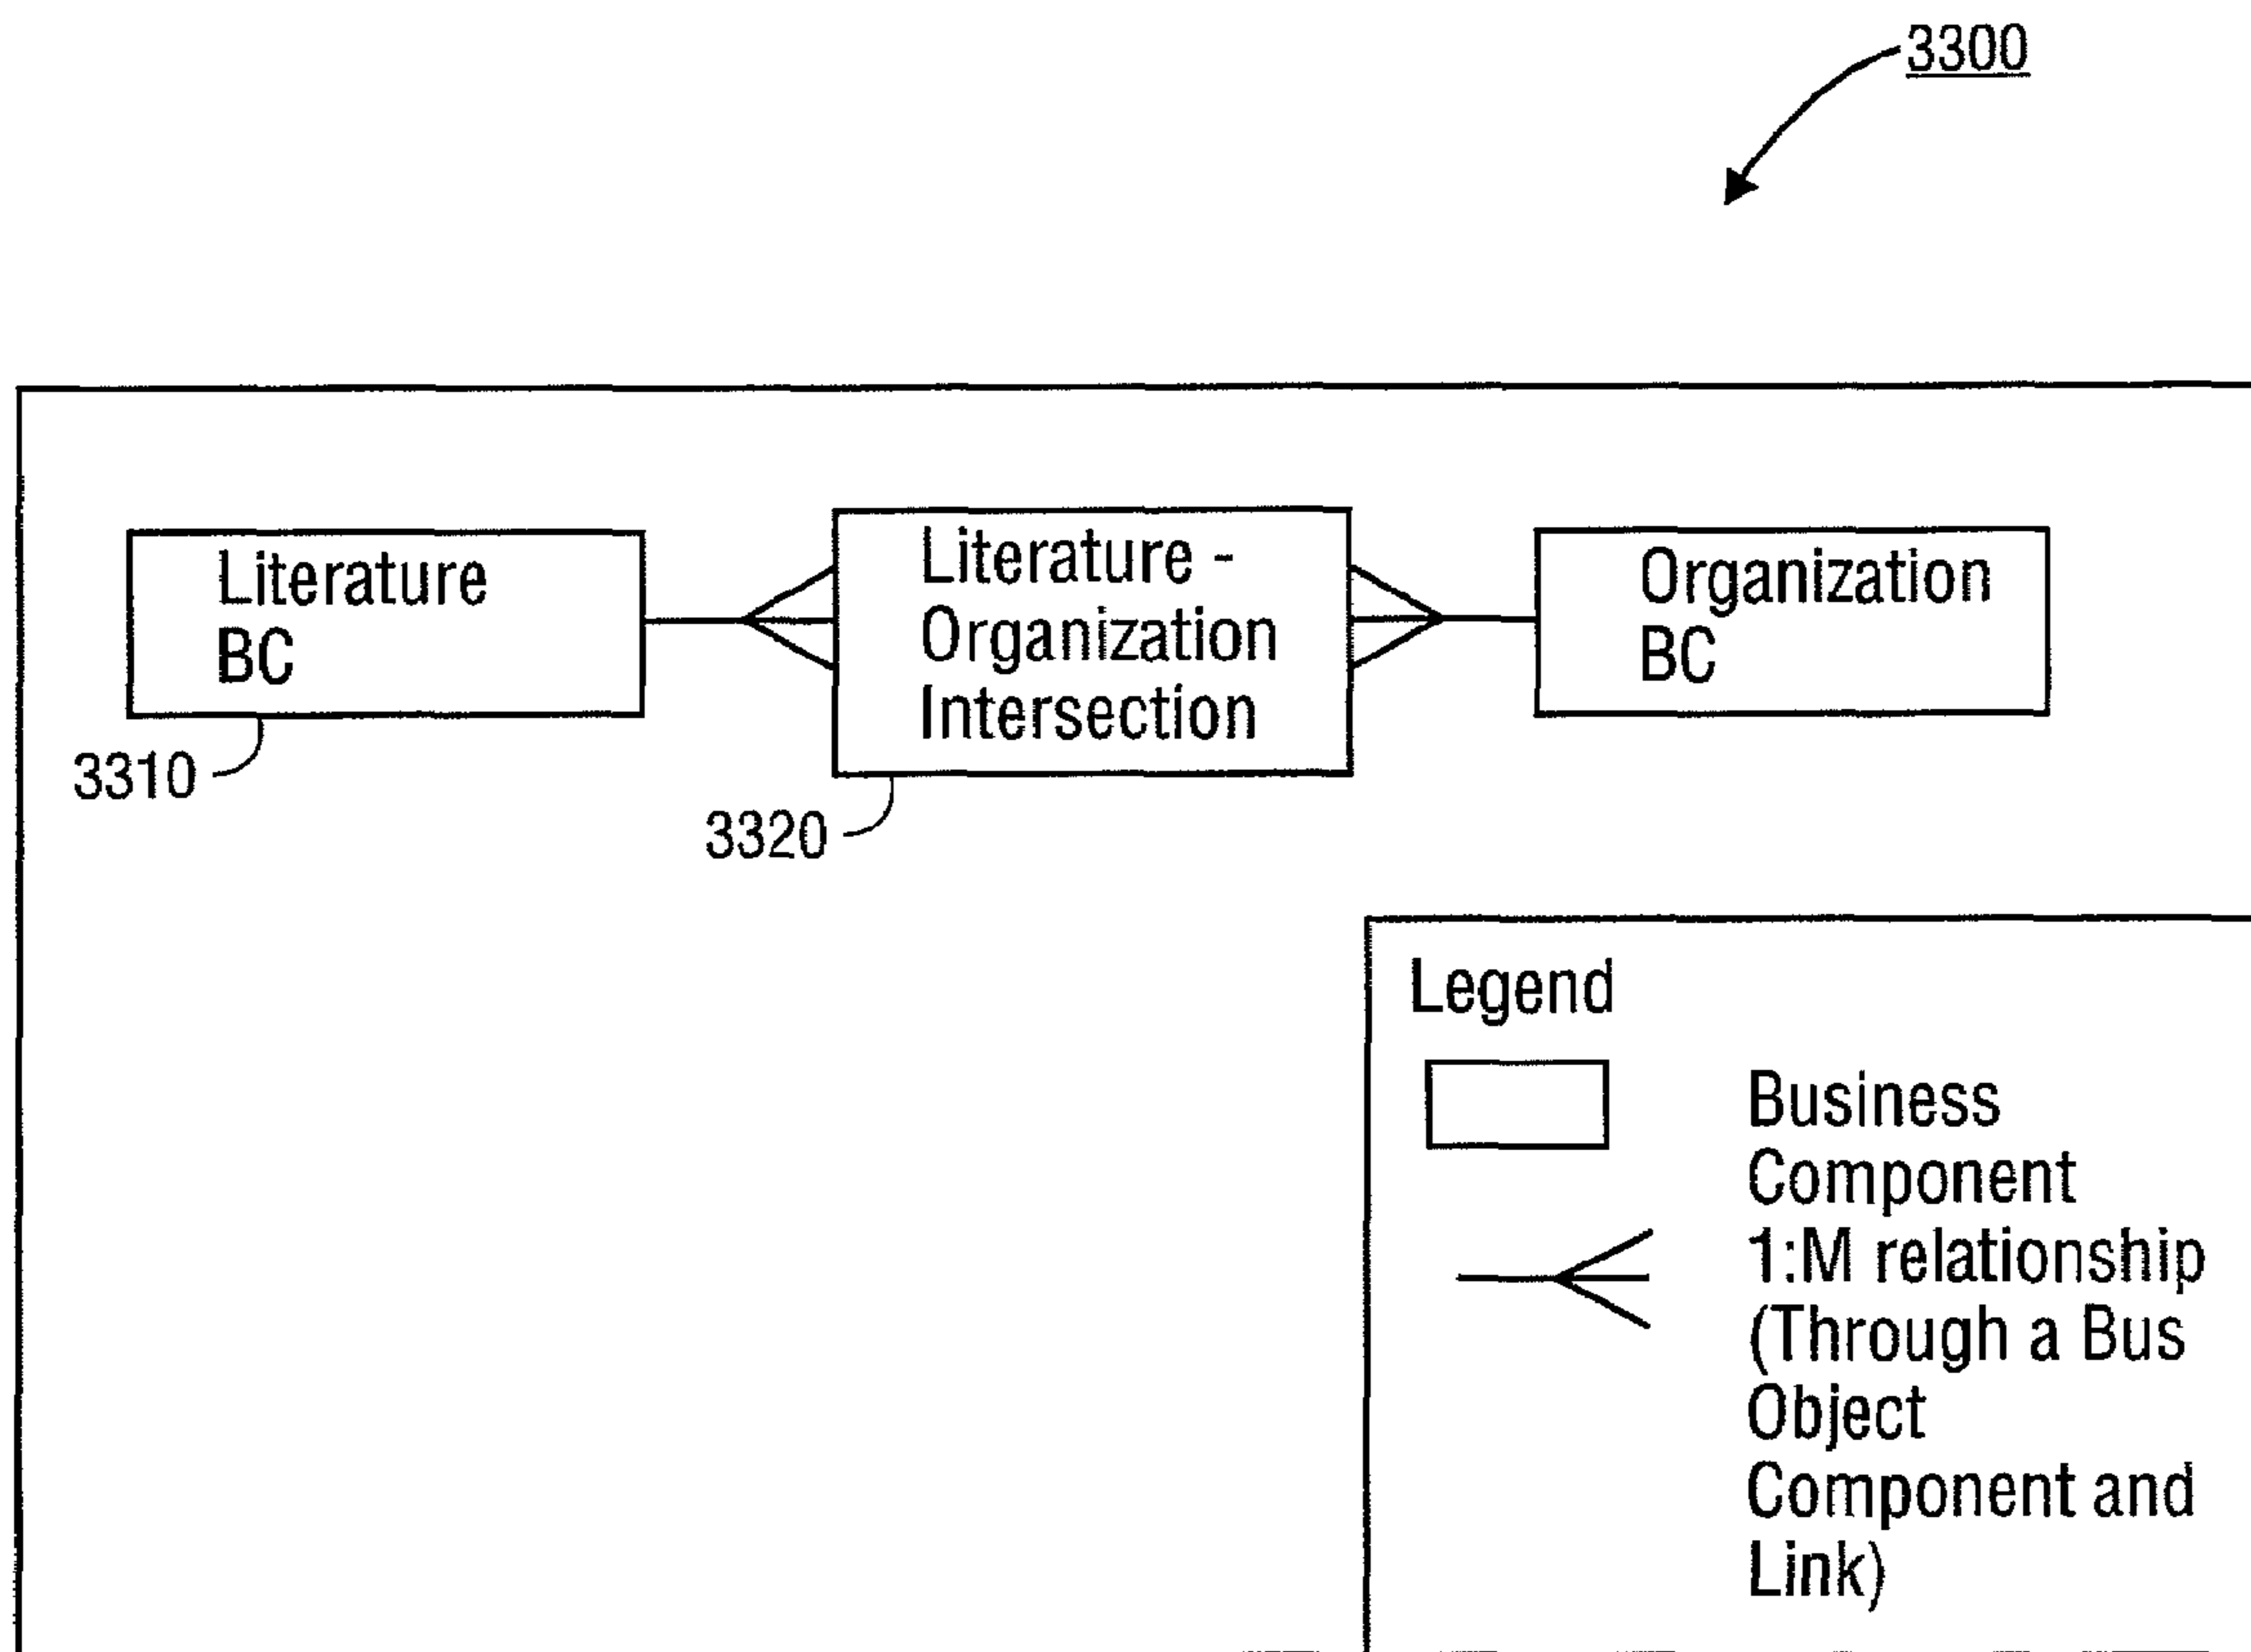 3300
Literature
BC
3310
Literature -
Organization
Intersection
3320
Organization
BC
Legend
Business
Component
1:M relationship
(Through a Bus
Object
Component and
Link)